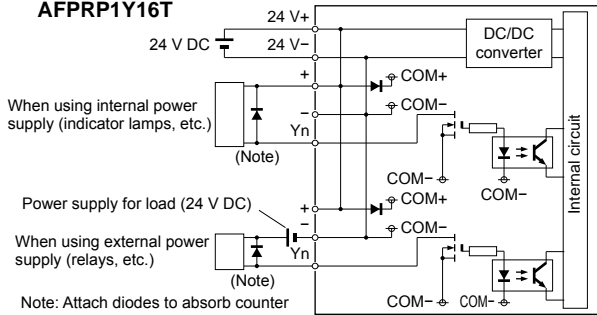 AFPRP1Y16T
24 V+
24 V DC
24 V−
DC/DC
converter
+
COM+
When using internal power
supply (indicator lamps, etc.)
−
COM−
Yn
(Note)
COM−
COM−
Internal circuit
Power supply for load (24 V DC)
+
COM+
−
COM−
Yn
When using external power
supply (relays, etc.)
(Note)
COM−
COM−
Note: Attach diodes to absorb counter